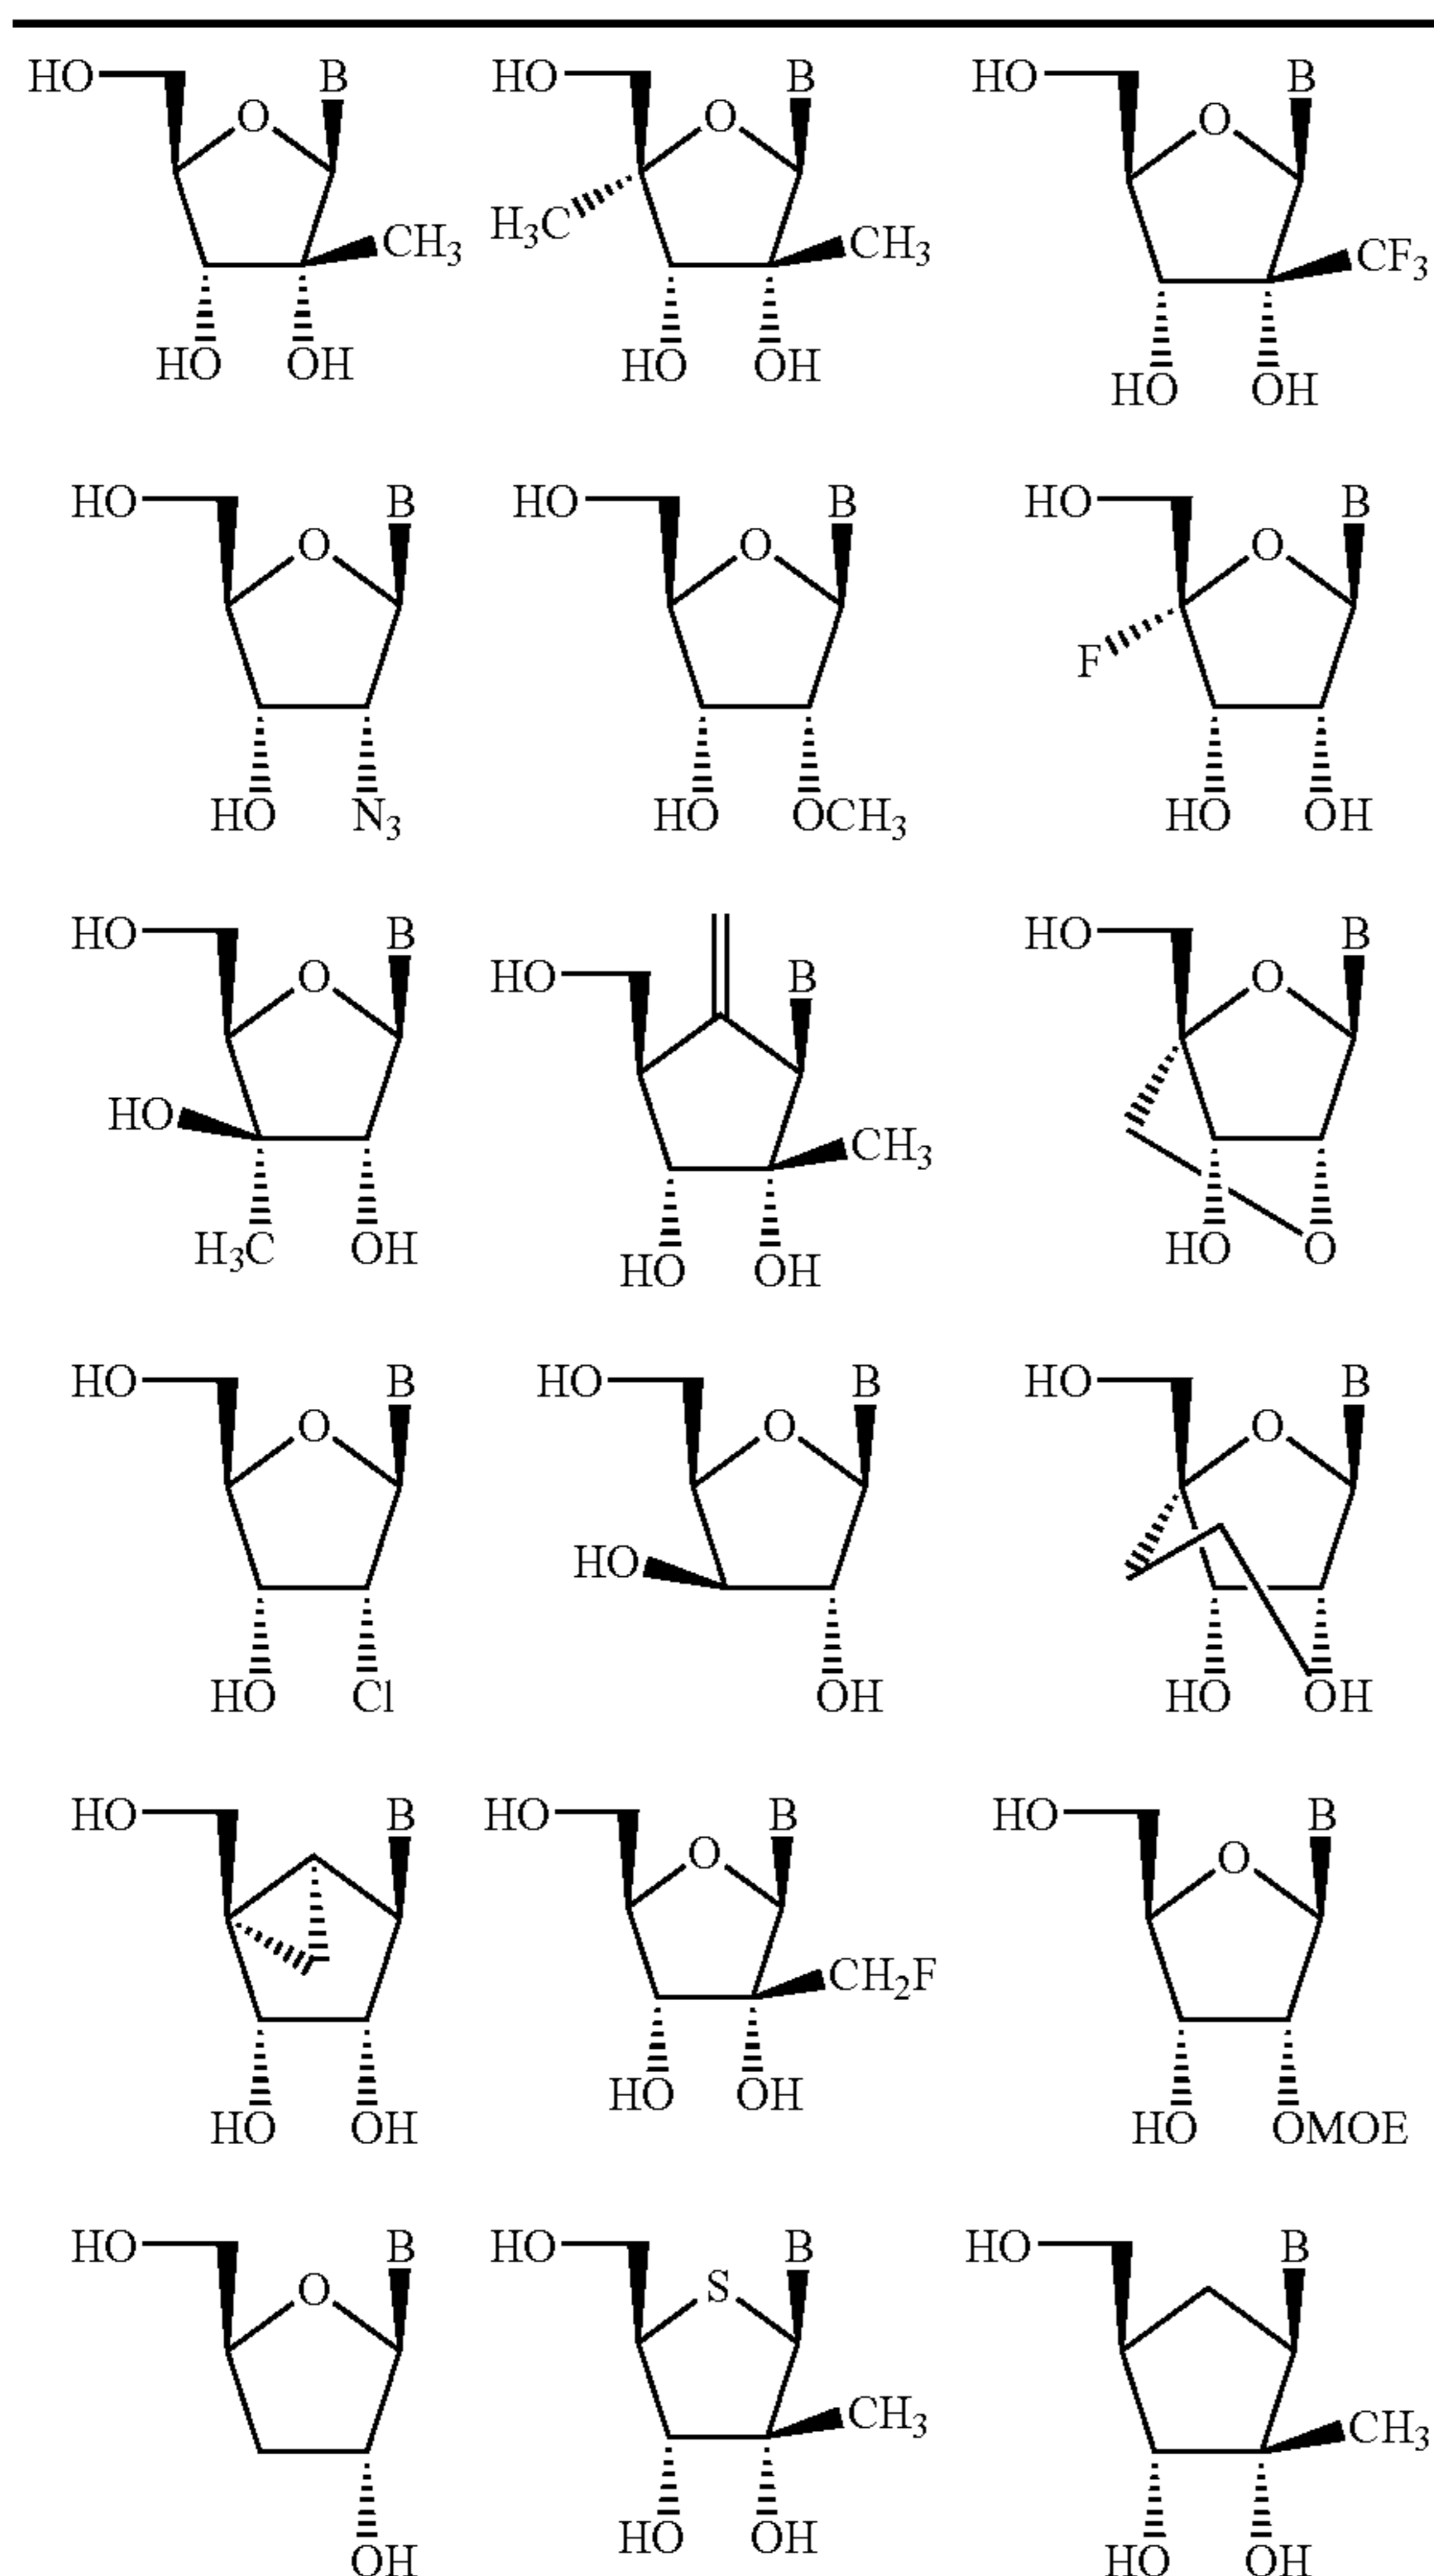 HO B HO B HO B
O O O
H₃C CH₃ CH₃ CF₃
HO OH HO OH HO OH
HO B HO B HO B
O O O
F
HO N₃ HO OCH₃ HO OH
HO B HO B HO B
O O
HO CH₃
H₃C OH HO OH HO O
HO B HO B HO B
O O O
HO
HO Cl OH HO OH
HO B HO B HO B
O O
CH₂F
HO OH HO OH HO OMOE
HO B HO B HO B
O S
CH₃ CH₃
OH HO OH HO OH